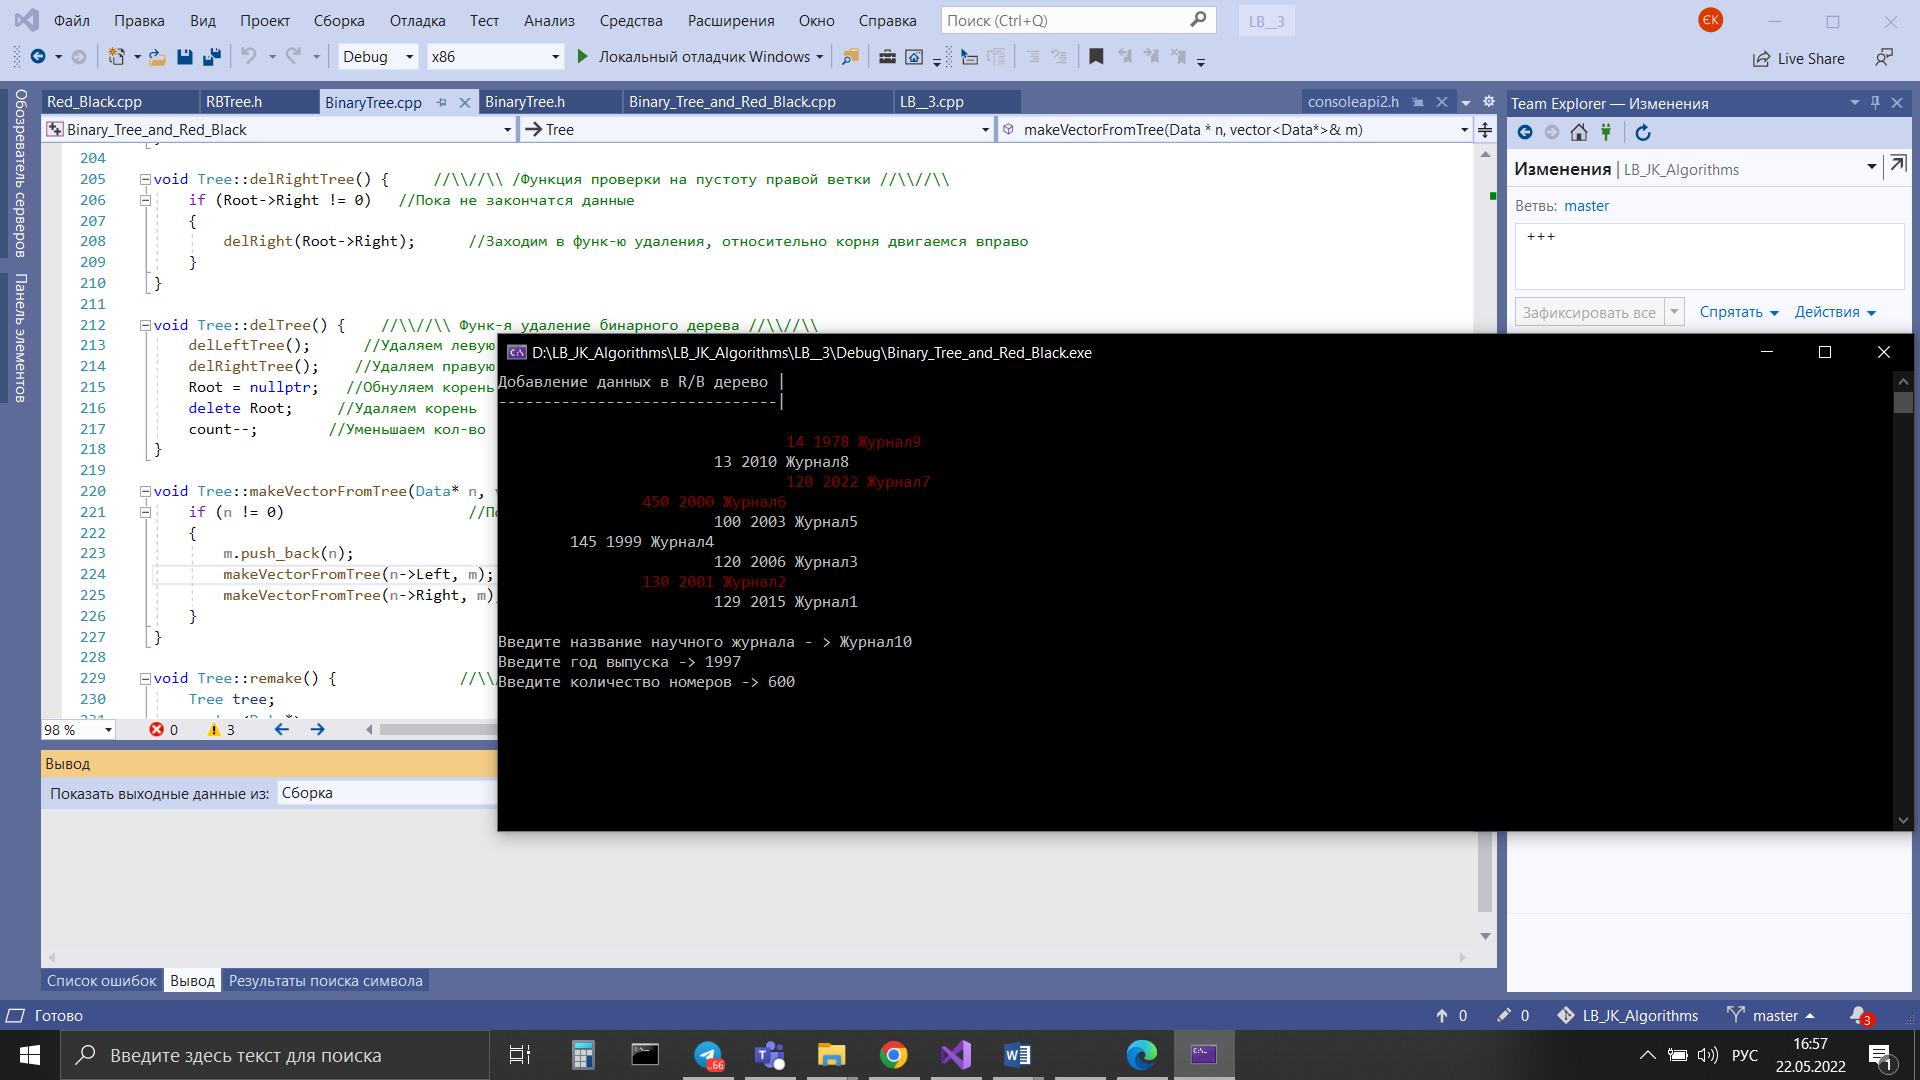 Файл Правка Вид Проект Сборка Отладка Тест Анализ Средства Расширения Окно Справка Поиск (Ctrl+Q) LB__3 ЄК
Debug x86 Локальный отладчик Windows Live Share
Обозреватель серверов
Панель элементов
Red_Black.cpp RBTree.h BinaryTree.cpp BinaryTree.h Binary_Tree_and_Red_Black.cpp LB__3.cpp consoleapi2.h
Binary_Tree_and_Red_Black Tree makeVectorFromTree(Data * n, vector<Data*>& m)
204
205 void Tree::delRightTree() { //\\//\\ /Функция проверки на пустоту правой ветки //\\//\\
206 if (Root->Right != 0) //Пока не закончатся данные
207 {
208 delRight(Root->Right); //Заходим в функ-ю удаления, относительно корня двигаемся вправо
209 }
210 }
211
212 void Tree::delTree() { //\\//\\ Функ-я удаление бинарного дерева //\\//\\
213 delLeftTree(); //Удаляем левую
214 delRightTree(); //Удаляем правую
215 Root = nullptr; //Обнуляем корень
216 delete Root; //Удаляем корень
217 count--; //Уменьшаем кол-во
218 }
219
220 void Tree::makeVectorFromTree(Data* n,
221 if (n != 0) //По
222 {
223 m.push_back(n);
224 makeVectorFromTree(n->Left, m);
225 makeVectorFromTree(n->Right, m)
226 }
227 }
228
229 void Tree::remake() {
230 Tree tree;
98 % 0 3
Вывод
Показать выходные данные из: Сборка
Список ошибок Вывод Результаты поиска символа
D:\LB_JK_Algorithms\LB_JK_Algorithms\LB__3\Debug\Binary_Tree_and_Red_Black.exe
Добавление данных в R/B дерево |
-------------------------------|
14 1978 Журнал9
13 2010 Журнал8
120 2022 Журнал7
450 2000 Журнал6
100 2003 Журнал5
145 1999 Журнал4
120 2006 Журнал3
130 2001 Журнал2
129 2015 Журнал1
Введите название научного журнала - > Журнал10
Введите год выпуска -> 1997
Введите количество номеров -> 600
Team Explorer — Изменения
Изменения | LB_JK_Algorithms
Ветвь: master
+++
Зафиксировать все Спрятать Действия
Готово 0 0 LB_JK_Algorithms master 3
Введите здесь текст для поиска ..66 РУС 16:57
22.05.2022 1